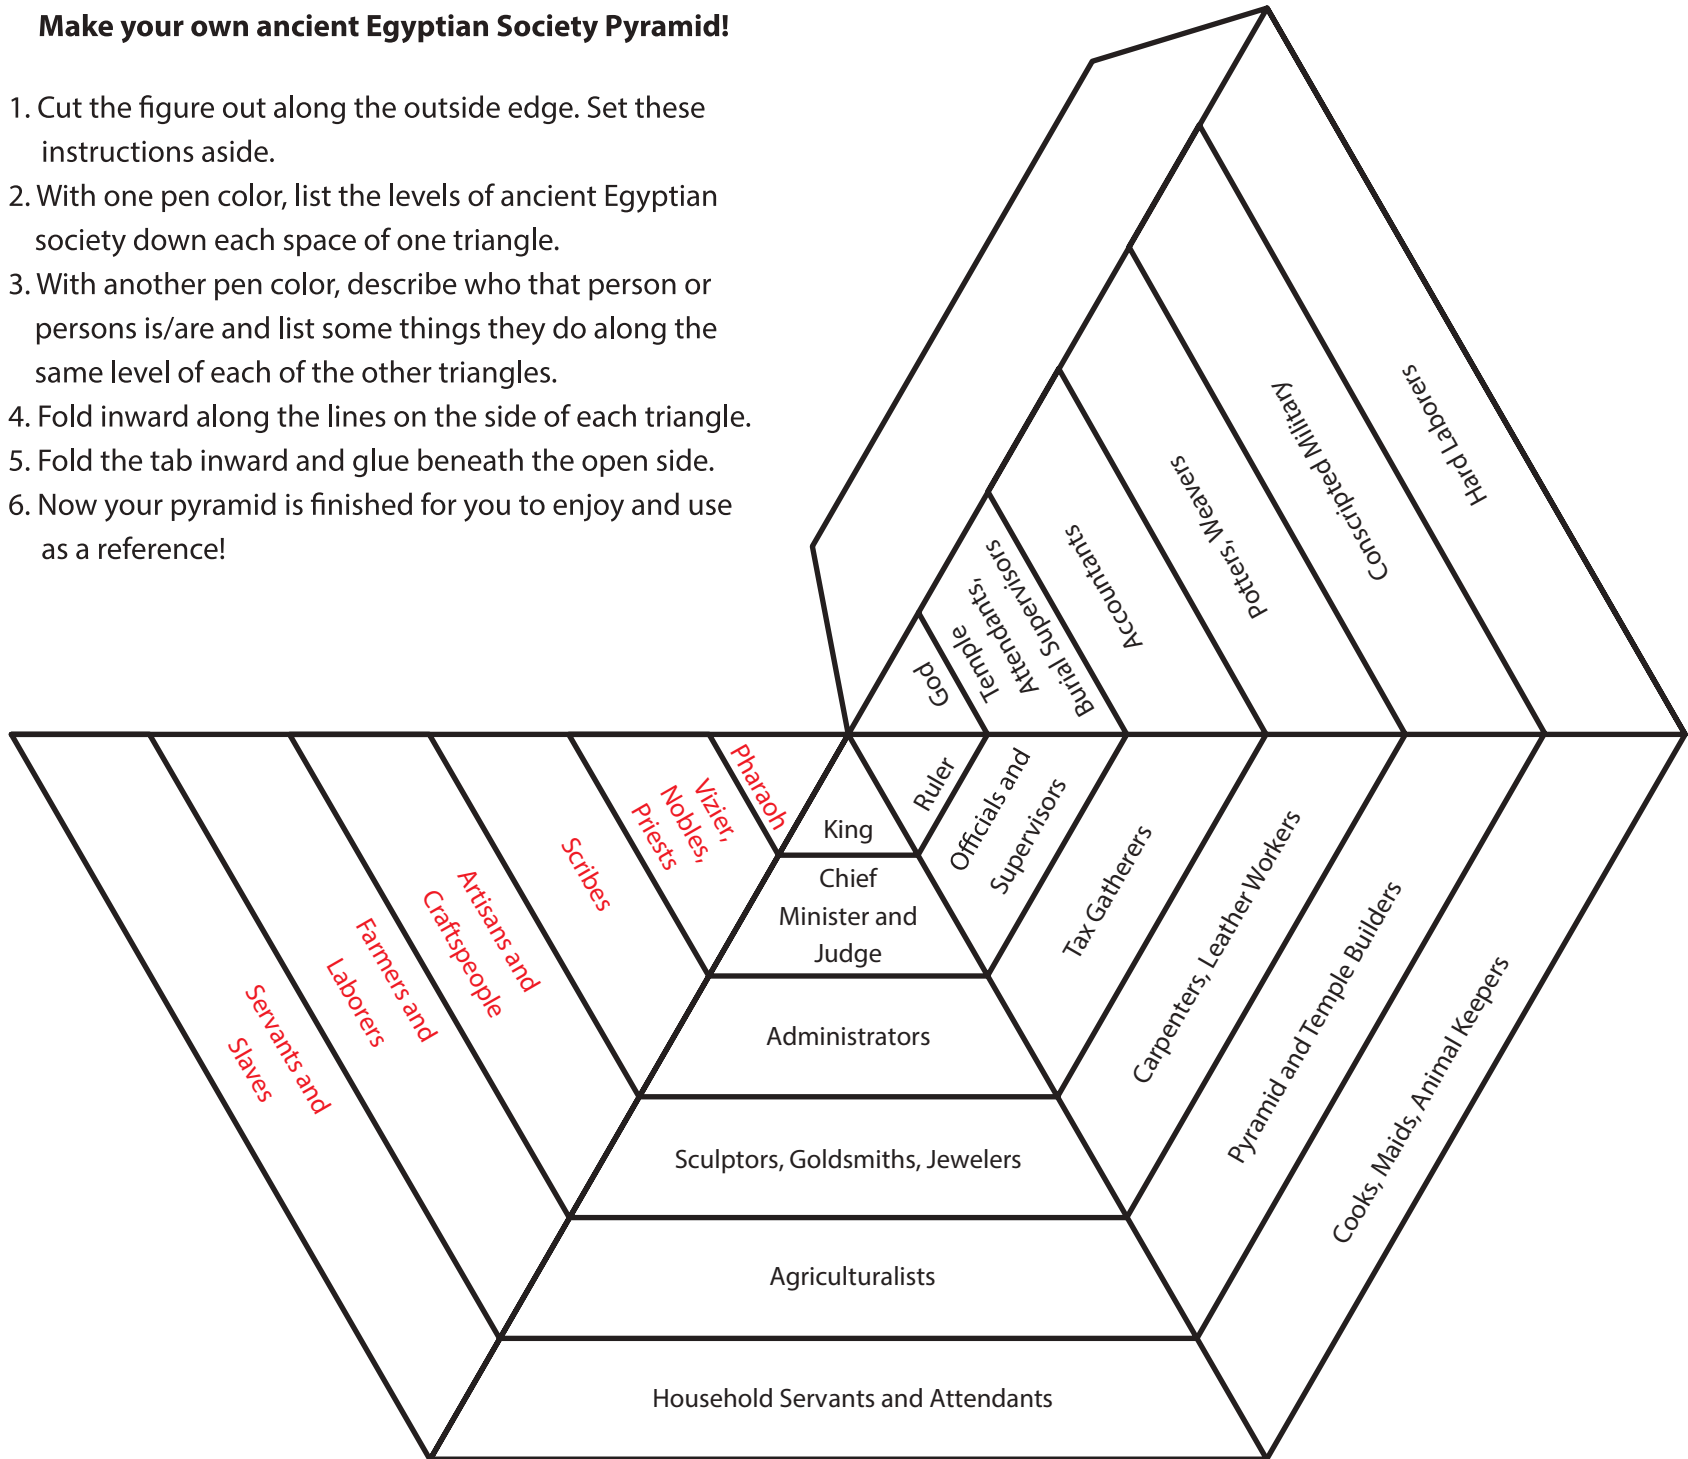 Make your own ancient Egyptian Society Pyramid!
1. Cut the figure out along the outside edge. Set these
instructions aside.
2. With one pen color, list the levels of ancient Egyptian
society down each space of one triangle.
3. With another pen color, describe who that person or
persons is/are and list some things they do along the
same level of each of the other triangles.
4. Fold inward along the lines on the side of each triangle.
5. Fold the tab inward and glue beneath the open side.
6. Now your pyramid is finished for you to enjoy and use
as a reference!
Pharaoh
Vizier,
Nobles,
Priests
Scribes
Artisans and
Craftspeople
Farmers and
Laborers
Servants and
Slaves
King
Chief
Minister and
Judge
Administrators
Sculptors, Goldsmiths, Jewelers
Agriculturalists
Household Servants and Attendants
Ruler
Officials and
Supervisors
Tax Gatherers
Carpenters, Leather Workers
Pyramid and Temple Builders
Cooks, Maids, Animal Keepers
God
Temple
Attendants,
Burial Supervisors
Accountants
Potters, Weavers
Conscripted Military
Hard Laborers